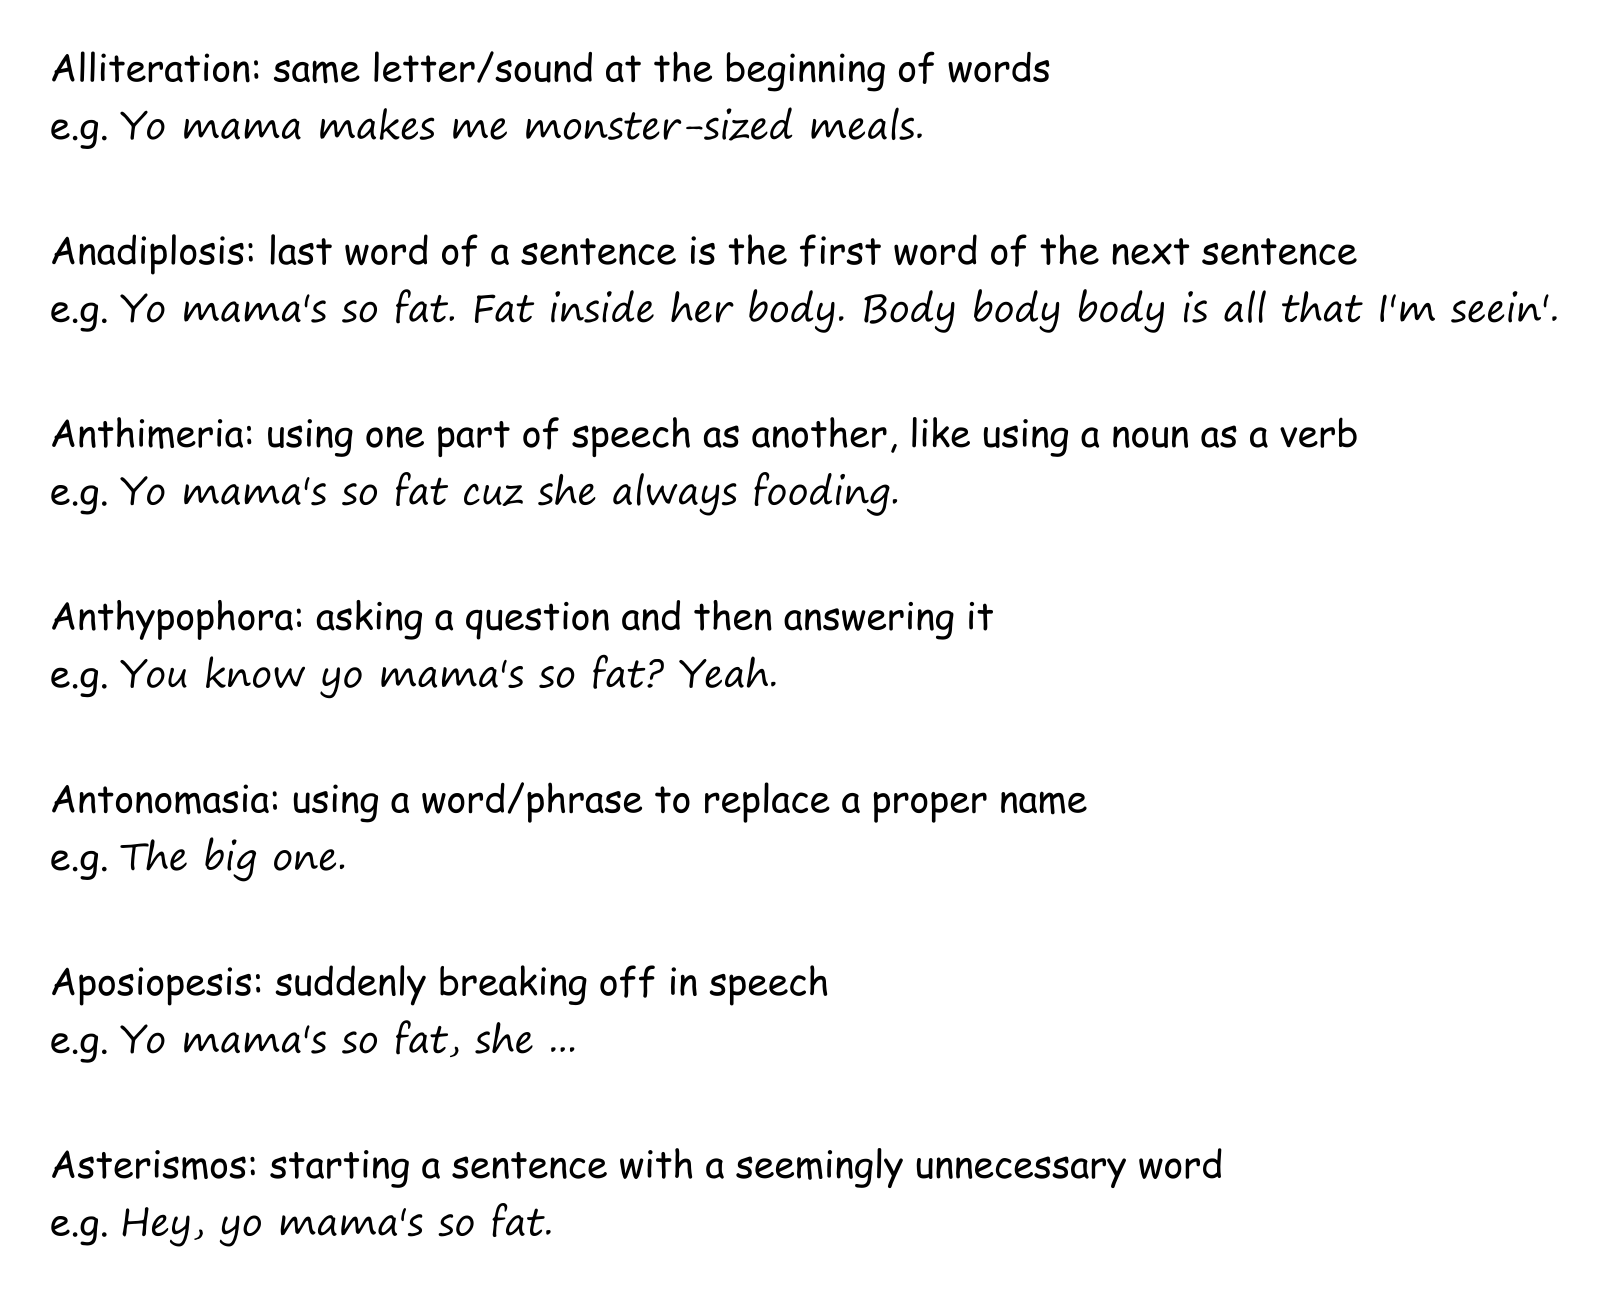 Alliteration: same letter/sound at the beginning of words
e.g. Yo mama makes me monster-sized meals.
Anadiplosis: last word of a sentence is the first word of the next sentence
e.g. Yo mama's so fat. Fat inside her body. Body body body is all that I'm seein'.
Anthimeria: using one part of speech as another, like using a noun as a verb
e.g. Yo mama's so fat cuz she always fooding.
Anthypophora: asking a question and then answering it
e.g. You know yo mama's so fat? Yeah.
Antonomasia: using a word/phrase to replace a proper name
e.g. The big one.
Aposiopesis: suddenly breaking off in speech
e.g. Yo mama's so fat, she ...
Asterismos: starting a sentence with a seemingly unnecessary word
e.g. Hey, yo mama's so fat.